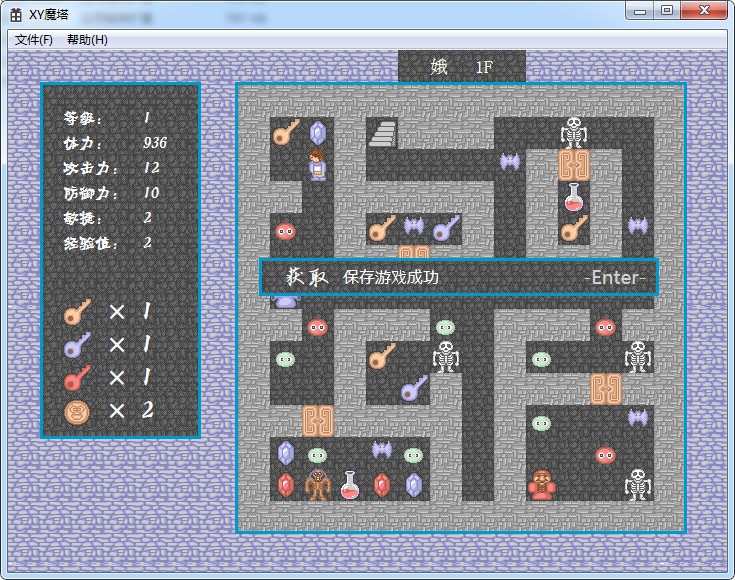 XY魔塔
文件(F) 帮助(H)
娥 1F
等级: 1
体力: 936
攻击力: 12
防御力: 10
敏捷: 2
经验值: 2
获取 保存游戏成功 -Enter-
× 1
× 1
× 1
× 2